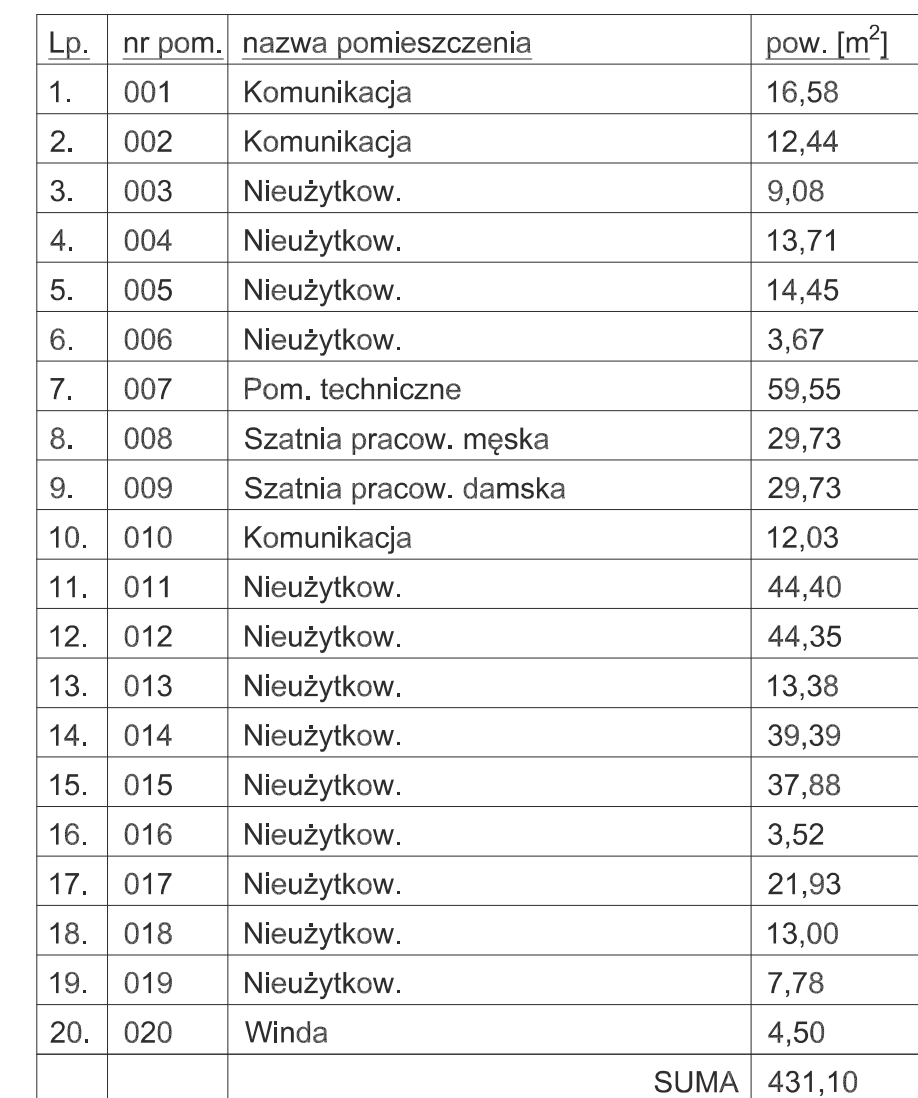 Lp. nr pom. nazwa pomieszczenia pow. [m²]
1. 001 Komunikacja 16,58
2. 002 Komunikacja 12,44
3. 003 Nieużytkow. 9,08
4. 004 Nieużytkow. 13,71
5. 005 Nieużytkow. 14,45
6. 006 Nieużytkow. 3,67
7. 007 Pom. techniczne 59,55
8. 008 Szatnia pracow. męska 29,73
9. 009 Szatnia pracow. damska 29,73
10. 010 Komunikacja 12,03
11. 011 Nieużytkow. 44,40
12. 012 Nieużytkow. 44,35
13. 013 Nieużytkow. 13,38
14. 014 Nieużytkow. 39,39
15. 015 Nieużytkow. 37,88
16. 016 Nieużytkow. 3,52
17. 017 Nieużytkow. 21,93
18. 018 Nieużytkow. 13,00
19. 019 Nieużytkow. 7,78
20. 020 Winda 4,50
SUMA 431,10